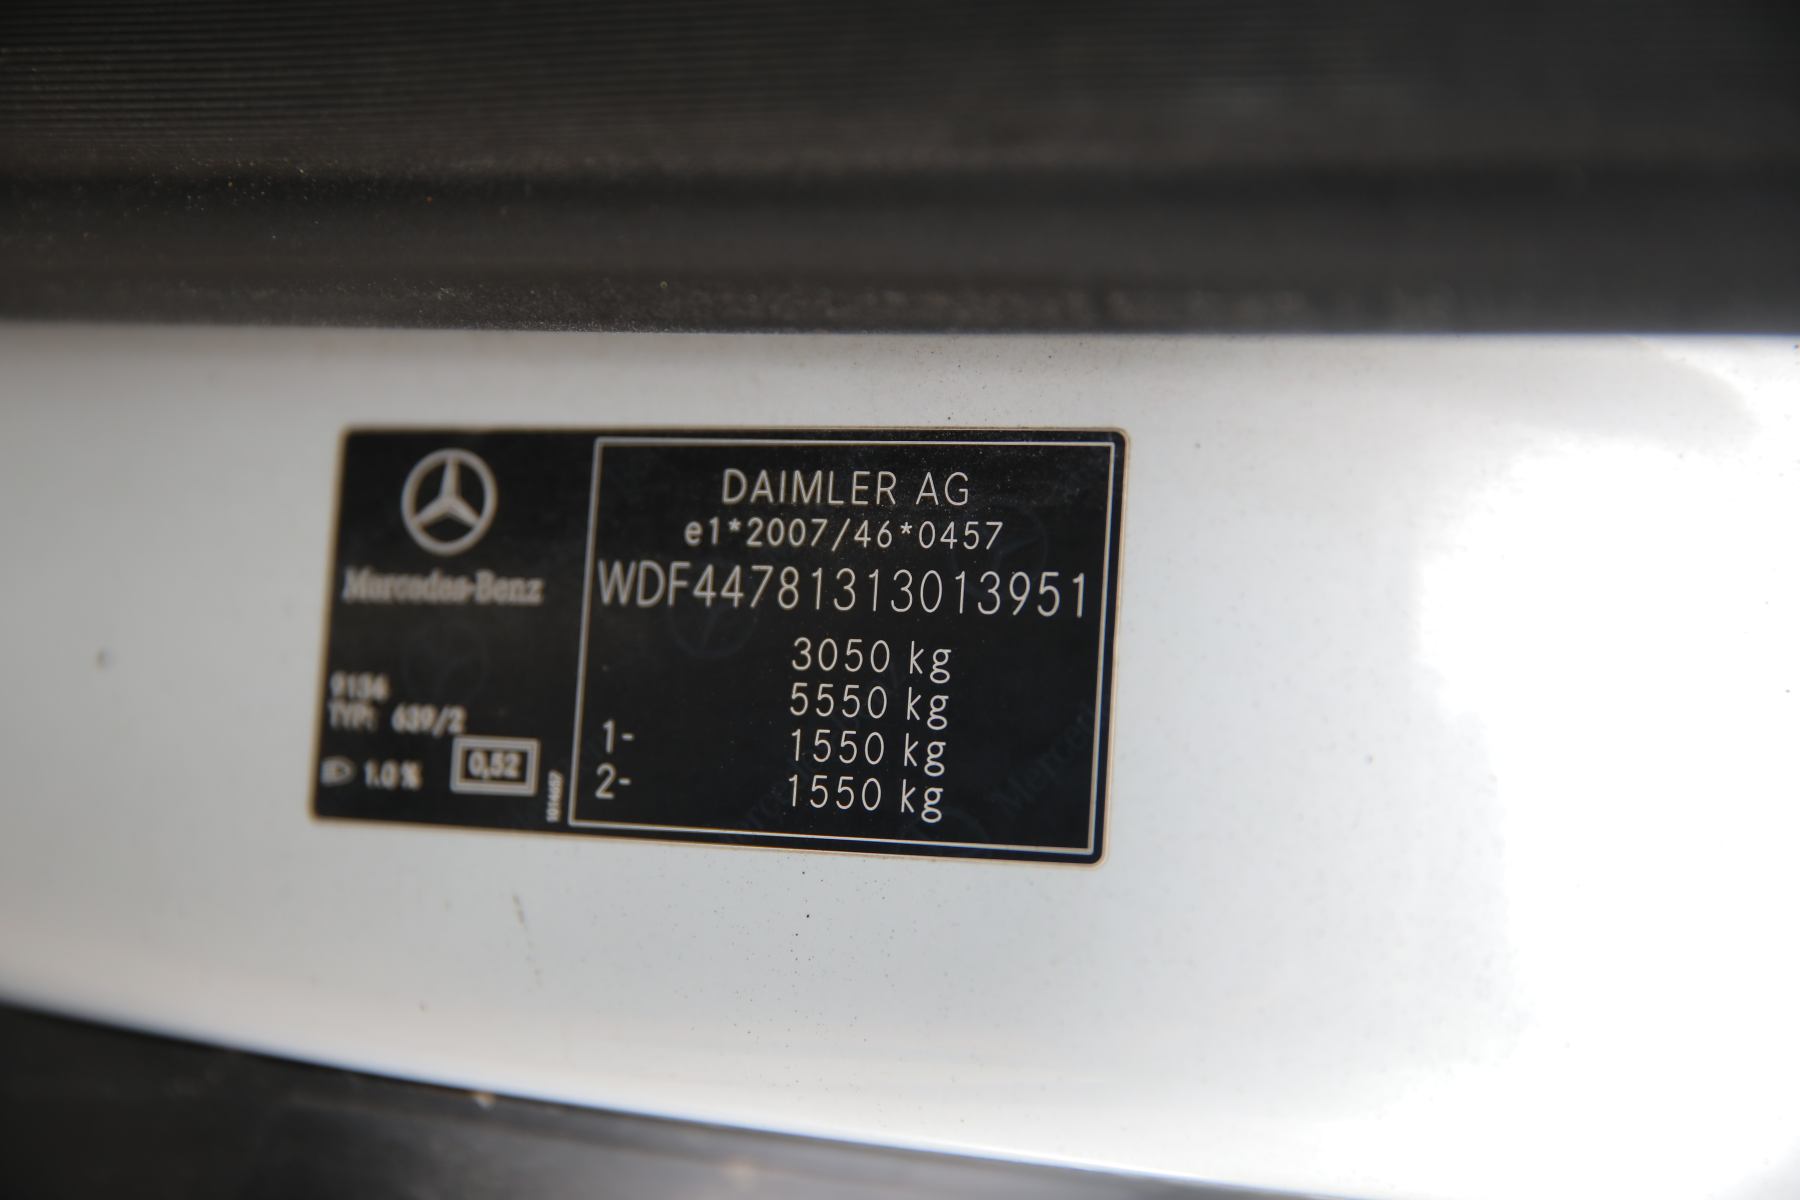 Mercedes-Benz
9134
TYP: 639/2
1.0%
0,52
DAIMLER AG
e1*2007/46*0457
WDF44781313013951
3050 kg
5550 kg
1- 1550 kg
2- 1550 kg